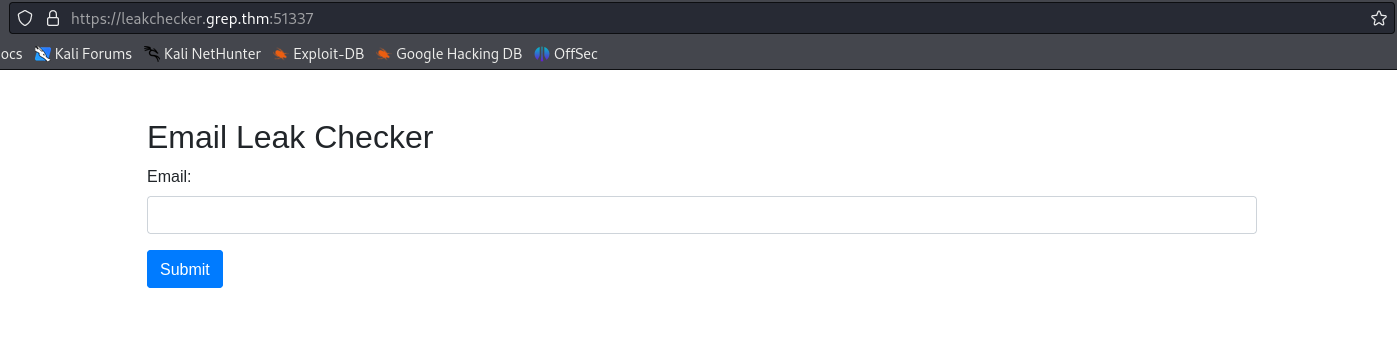 https://leakchecker.grep.thm:51337
ocs Kali Forums Kali NetHunter Exploit-DB Google Hacking DB OffSec
Email Leak Checker
Email:
Submit